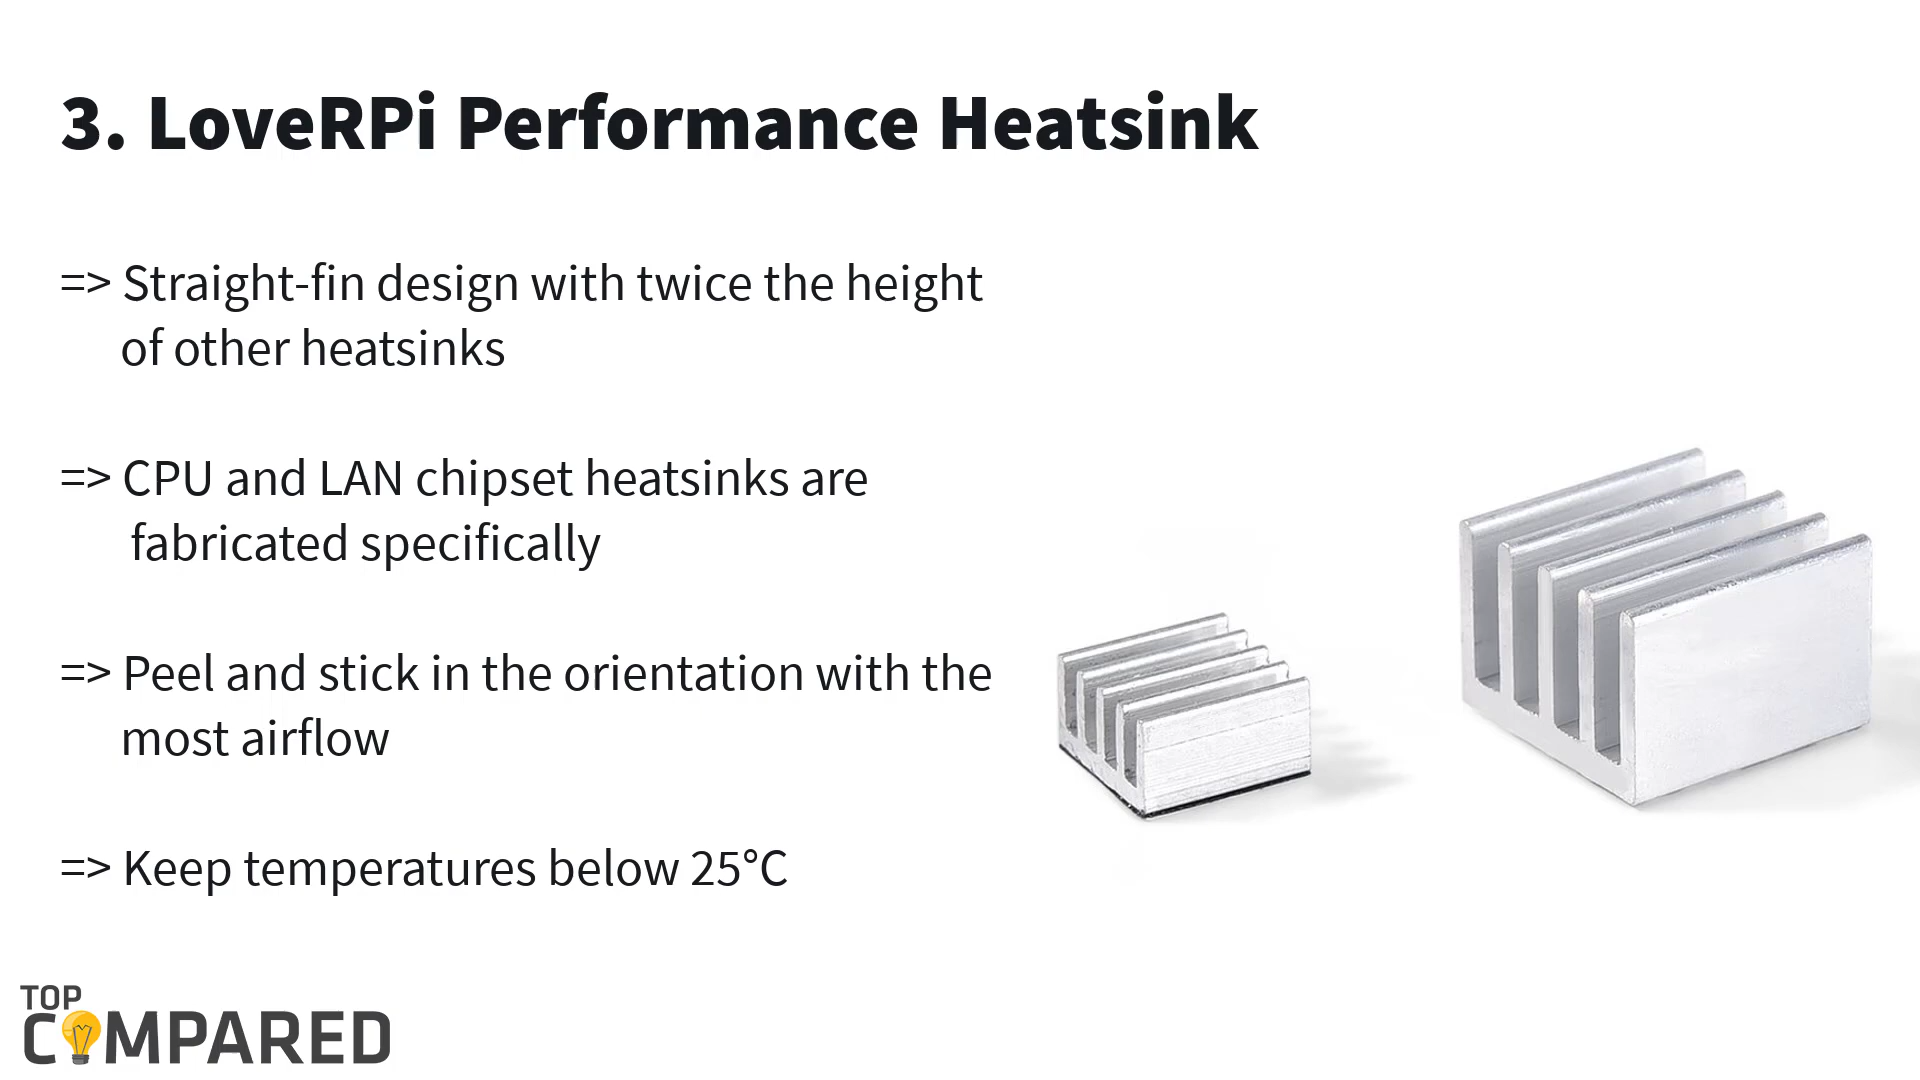 3. LoveRPi Performance Heatsink
=> Straight-fin design with twice the height
of other heatsinks
=> CPU and LAN chipset heatsinks are
fabricated specifically
=> Peel and stick in the orientation with the
most airflow
=> Keep temperatures below 25°C
TOP
COMPARED